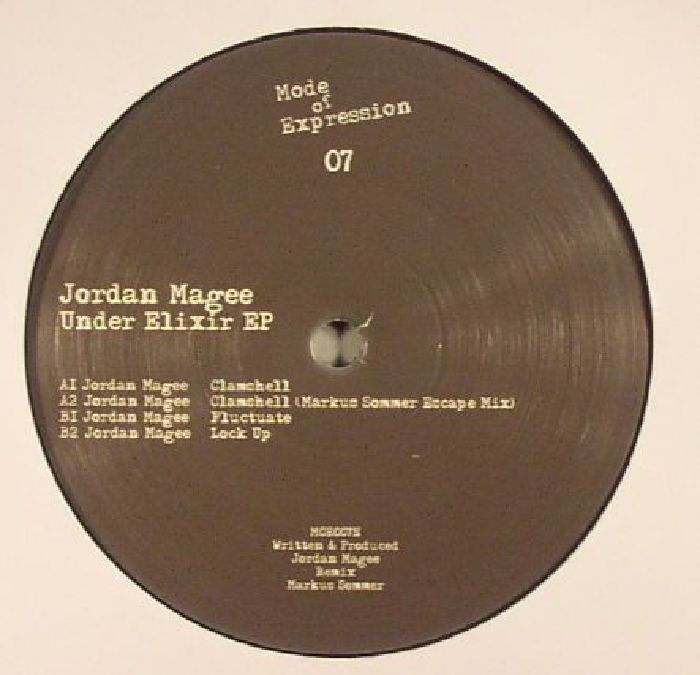 Mode
of
Expression
07
Jordan Magee
Under Elixir EP
A1 Jordan Magee Clamshell
A2 Jordan Magee Clamshell (Markus Sommer Escape Mix)
B1 Jordan Magee Fluctuate
B2 Jordan Magee Lock Up
Written & Produced
Jordan Magee
Remix
Markus Sommer